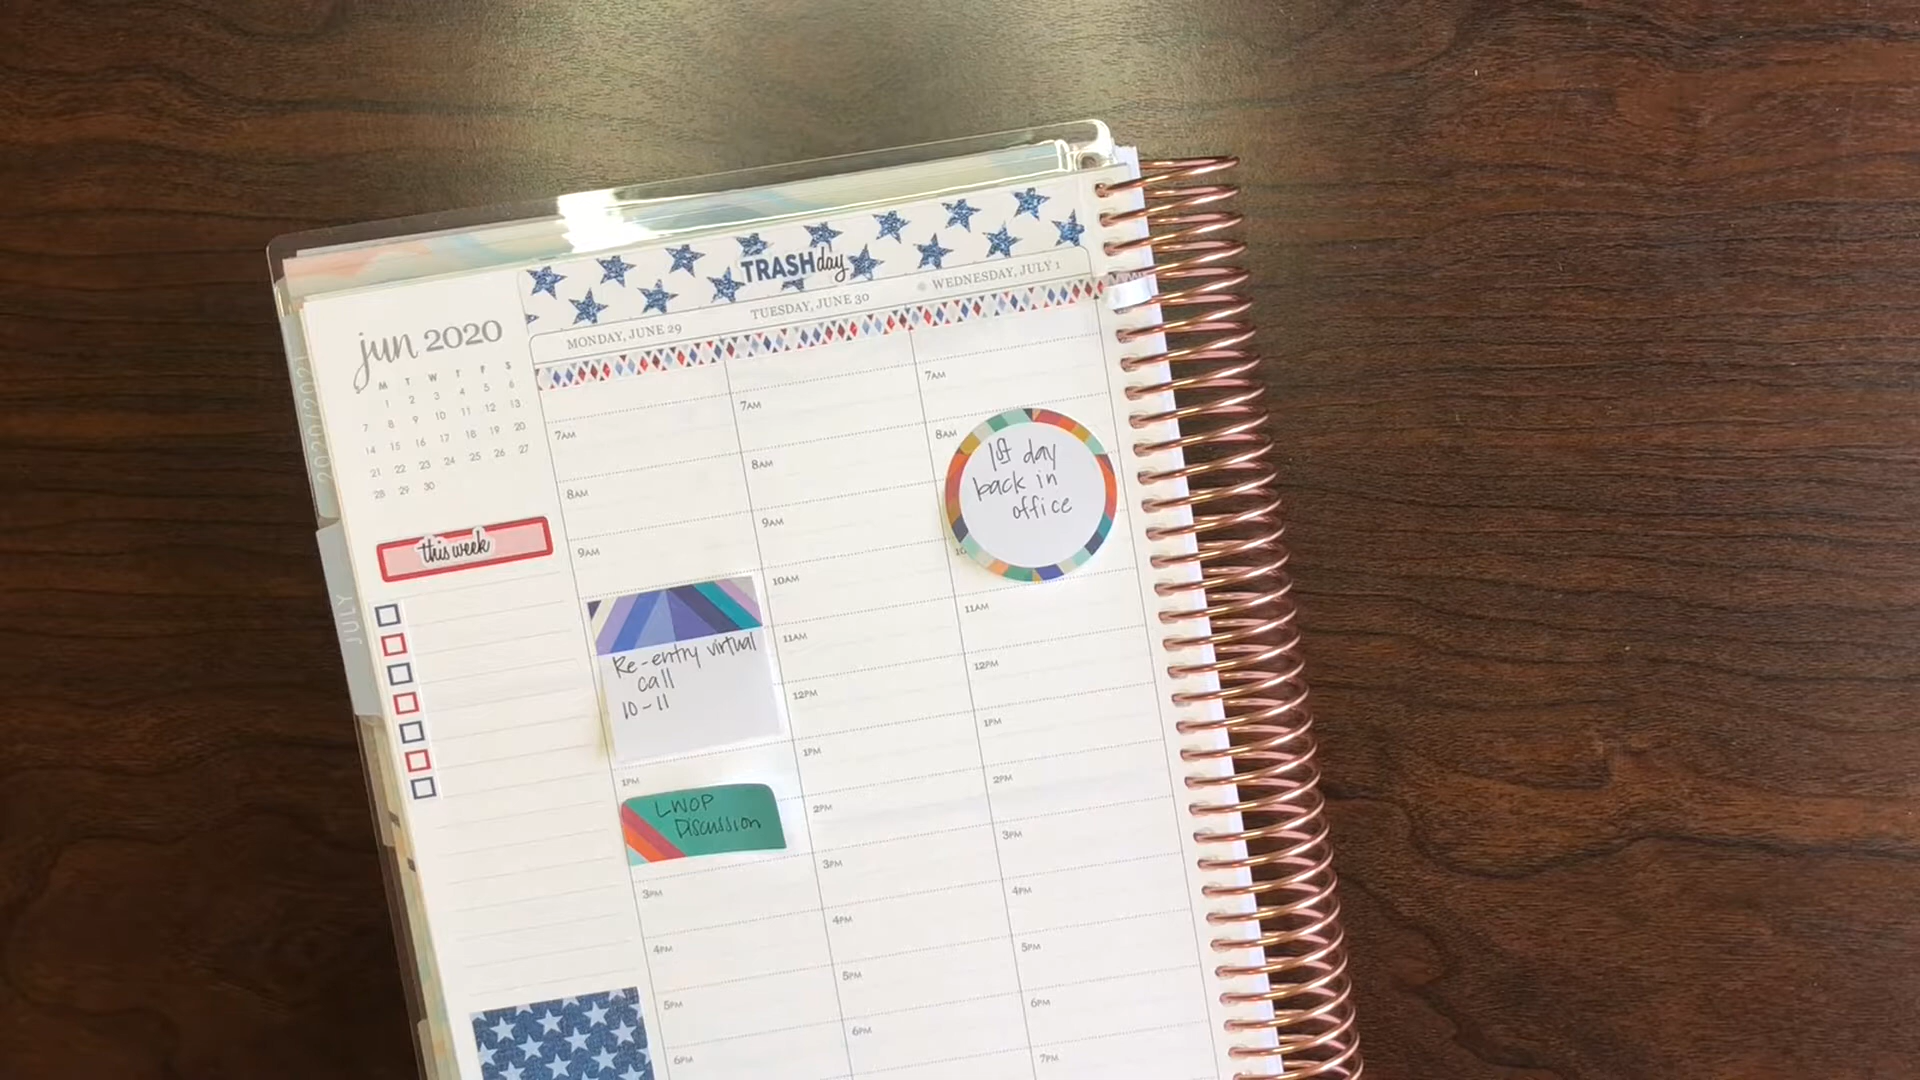 TRASHday
MONDAY, JUNE 29
TUESDAY, JUNE 30
WEDNESDAY, JULY 1
jun 2020
M T W T F S
1 2 3 4 5 6
7 8 9 10 11 12 13
14 15 16 17 18 19 20
21 22 23 24 25 26 27
28 29 30
2020/2021
JULY
this week
7AM
8AM
9AM
Re-entry virtual
call
10-11
1PM
LWOP
Discussion
3PM
4PM
5PM
6PM
7AM
8AM
9AM
10AM
11AM
12PM
1PM
2PM
3PM
4PM
5PM
6PM
7AM
8AM
1st day
back in
office
10
11AM
12PM
1PM
2PM
3PM
4PM
5PM
6PM
7PM